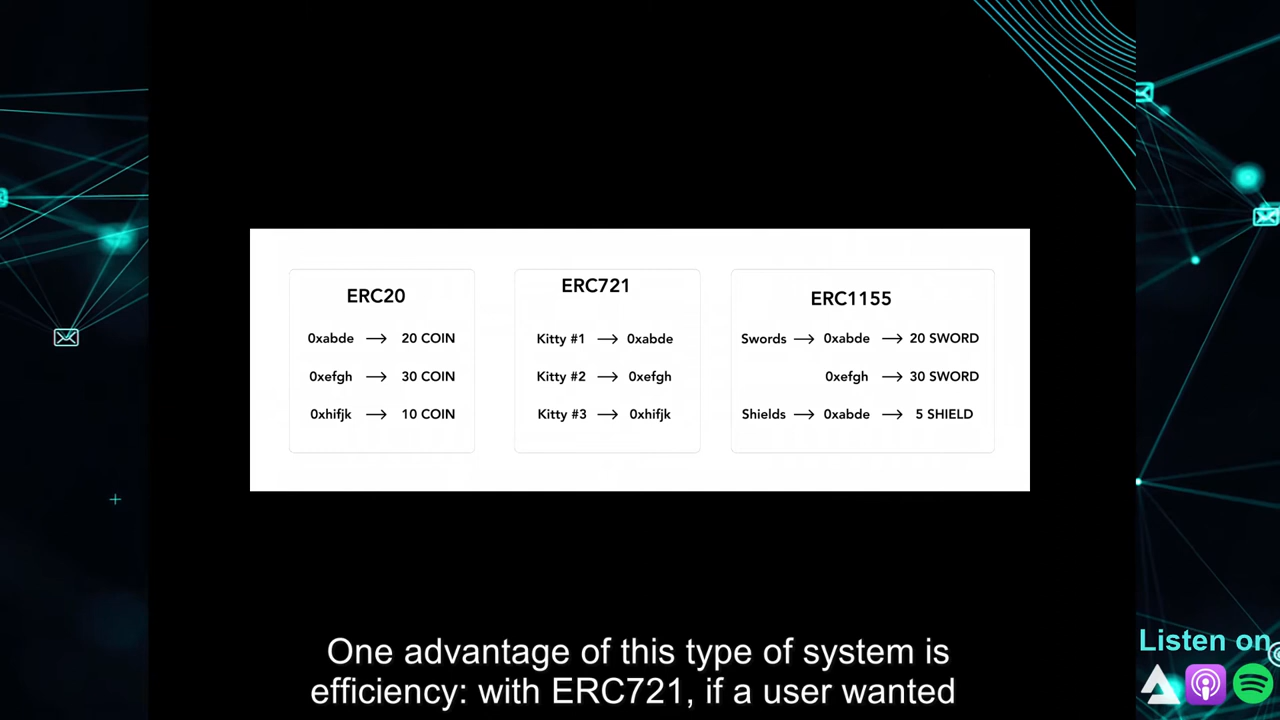 ERC20
0xabde → 20 COIN
0xefgh → 30 COIN
0xhifjk → 10 COIN
ERC721
Kitty #1 → 0xabde
Kitty #2 → 0xefgh
Kitty #3 → 0xhifjk
ERC1155
Swords → 0xabde → 20 SWORD
0xefgh → 30 SWORD
Shields → 0xabde → 5 SHIELD
One advantage of this type of system is
efficiency: with ERC721, if a user wanted
Listen on